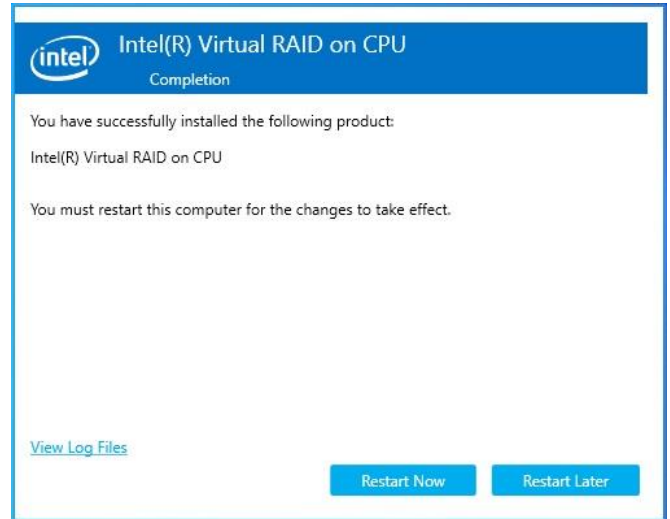 intel
Intel(R) Virtual RAID on CPU
Completion
You have successfully installed the following product:
Intel(R) Virtual RAID on CPU
You must restart this computer for the changes to take effect.
View Log Files
Restart Now
Restart Later